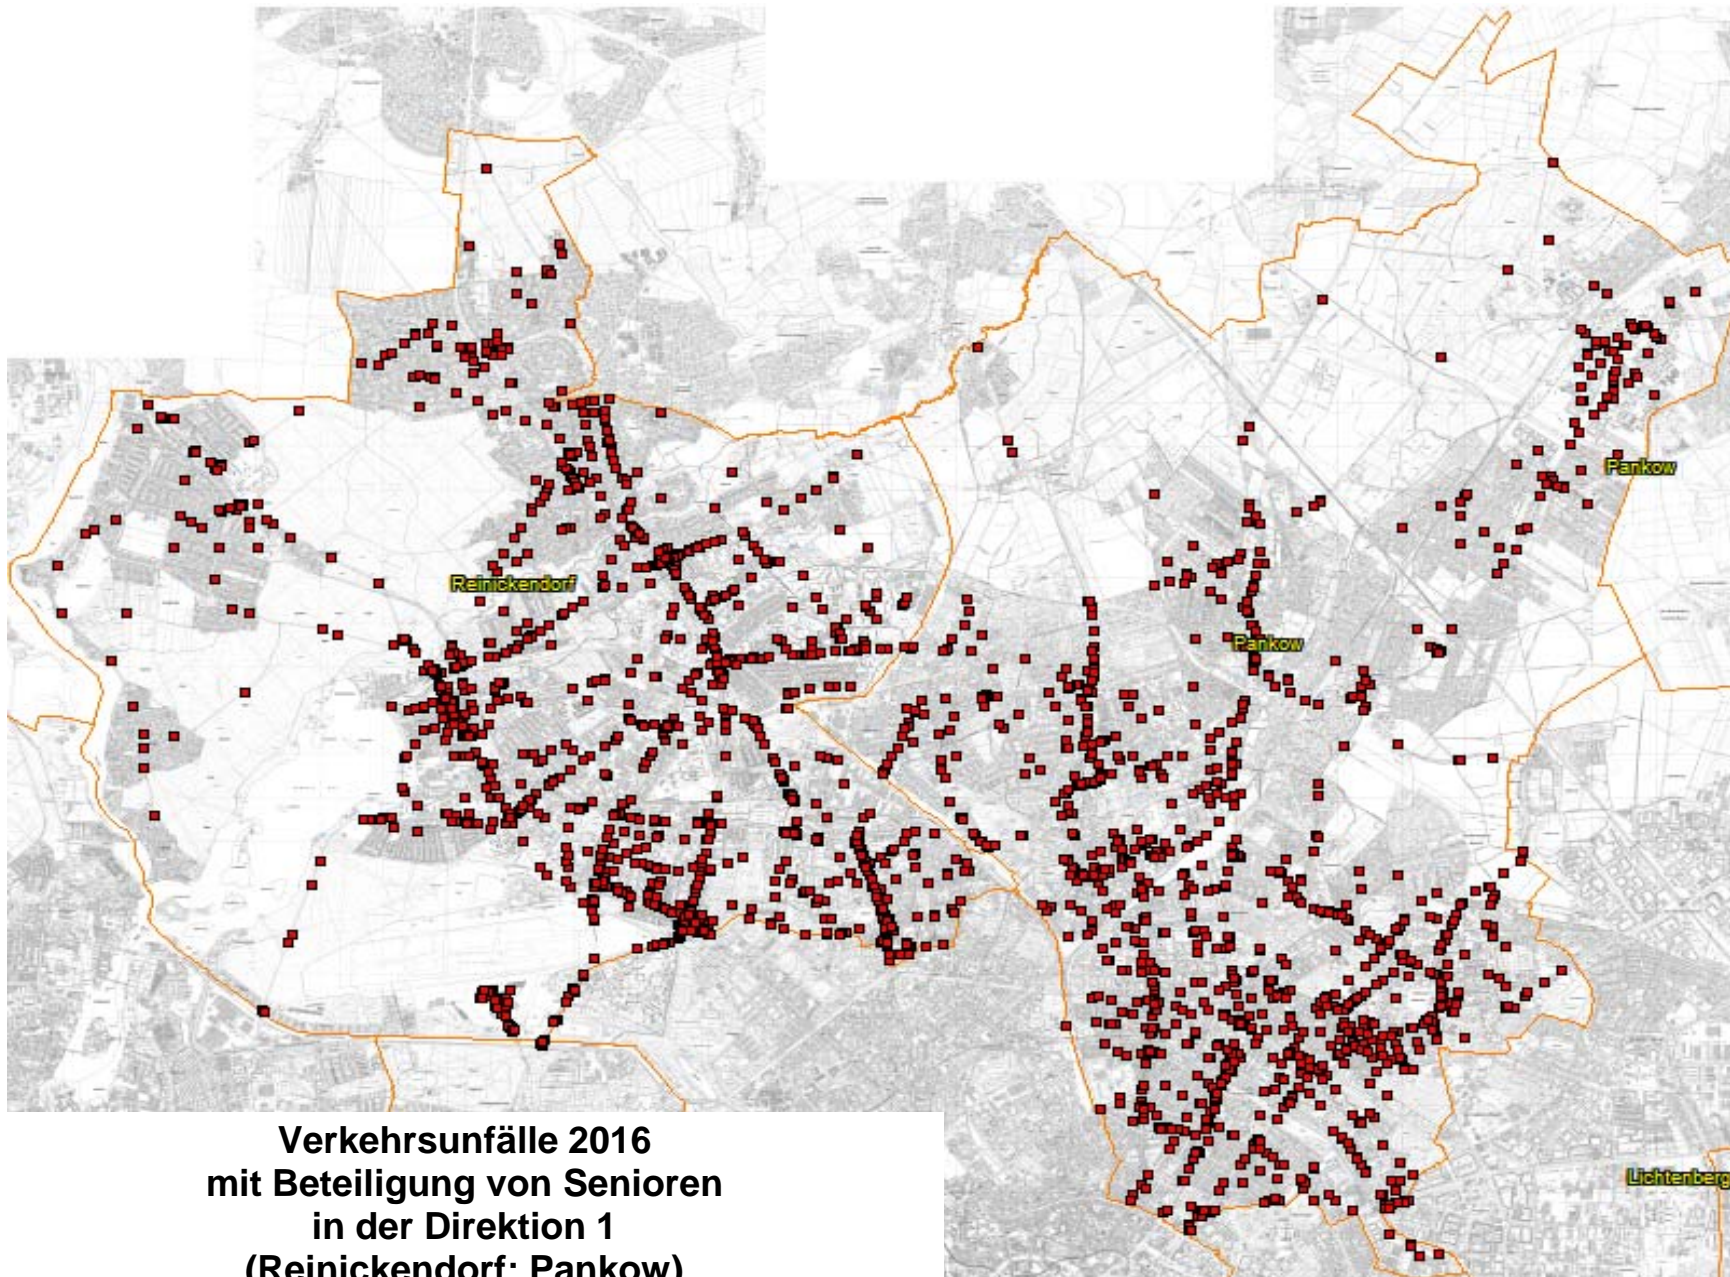 Pankow
Reinickendorf
Pankow
Lichtenberg
Verkehrsunfälle 2016
mit Beteiligung von Senioren
in der Direktion 1
(Reinickendorf; Pankow)